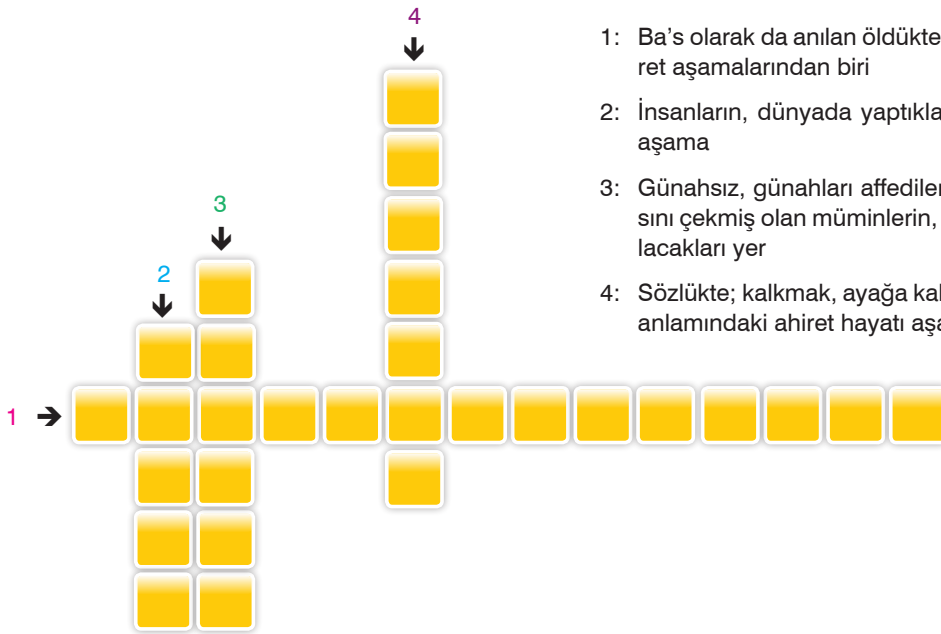 4
1: Ba's olarak da anılan öldükte
ret aşamalarından biri
2: İnsanların, dünyada yaptıkla
aşama
3: Günahsız, günahları affediler
sını çekmiş olan müminlerin,
lacakları yer
4: Sözlükte; kalkmak, ayağa kal
anlamındaki ahiret hayatı aşa
3
2
1